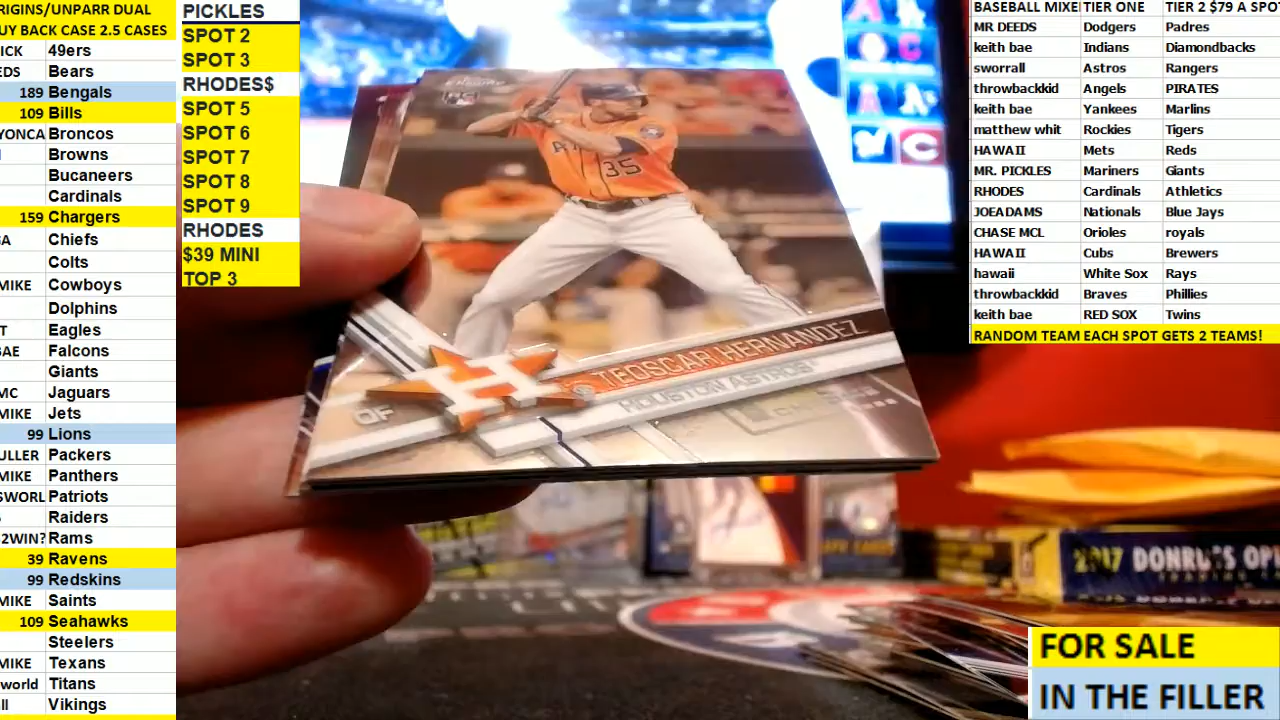 RIGINS/UNPARR DUAL
UY BACK CASE 2.5 CASES
ICK 49ers
EDS Bears
189 Bengals
109 Bills
YONCA Broncos
Browns
Bucaneers
Cardinals
159 Chargers
GA Chiefs
Colts
MIKE Cowboys
Dolphins
T Eagles
BAE Falcons
Giants
MC Jaguars
MIKE Jets
99 Lions
ULLER Packers
MIKE Panthers
SWORL Patriots
Raiders
2WIN? Rams
39 Ravens
99 Redskins
MIKE Saints
109 Seahawks
Steelers
MIKE Texans
world Titans
ll Vikings
PICKLES
SPOT 2
SPOT 3
RHODES$
SPOT 5
SPOT 6
SPOT 7
SPOT 8
SPOT 9
RHODES
$39 MINI
TOP 3
35
TEOSCAR HERNANDEZ
HOUSTON ASTROS
OF
BASEBALL MIXE TIER ONE TIER 2 $79 A SPOT
MR DEEDS Dodgers Padres
keith bae Indians Diamondbacks
sworrall Astros Rangers
throwbackkid Angels PIRATES
keith bae Yankees Marlins
matthew whit Rockies Tigers
HAWAII Mets Reds
MR. PICKLES Mariners Giants
RHODES Cardinals Athletics
JOEADAMS Nationals Blue Jays
CHASE MCL Orioles royals
HAWAII Cubs Brewers
hawaii White Sox Rays
throwbackkid Braves Phillies
keith bae RED SOX Twins
RANDOM TEAM EACH SPOT GETS 2 TEAMS!
2017 DONRUSS OP
FOR SALE
IN THE FILLER